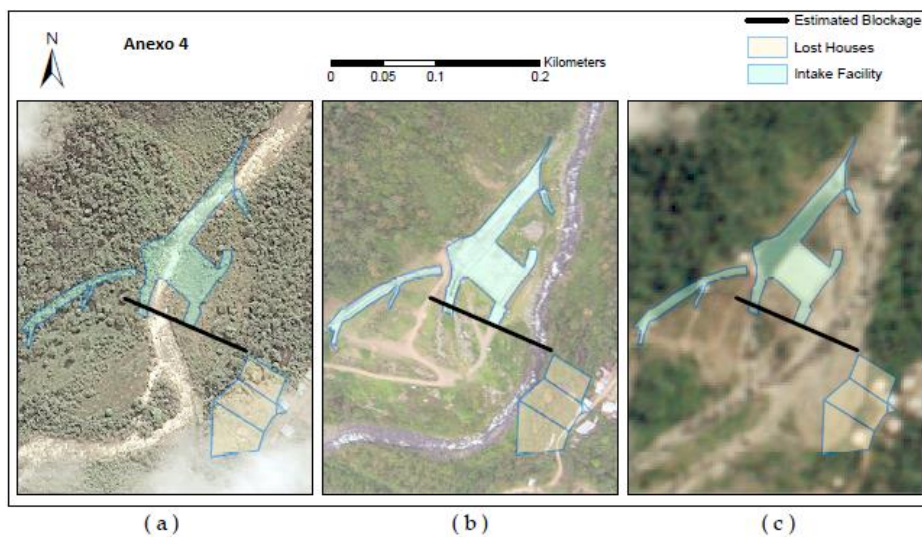 Estimated Blockage
N
Anexo 4
Kilometers
Lost Houses
0 0.05 0.1 0.2
Intake Facility
( a ) ( b ) ( c )